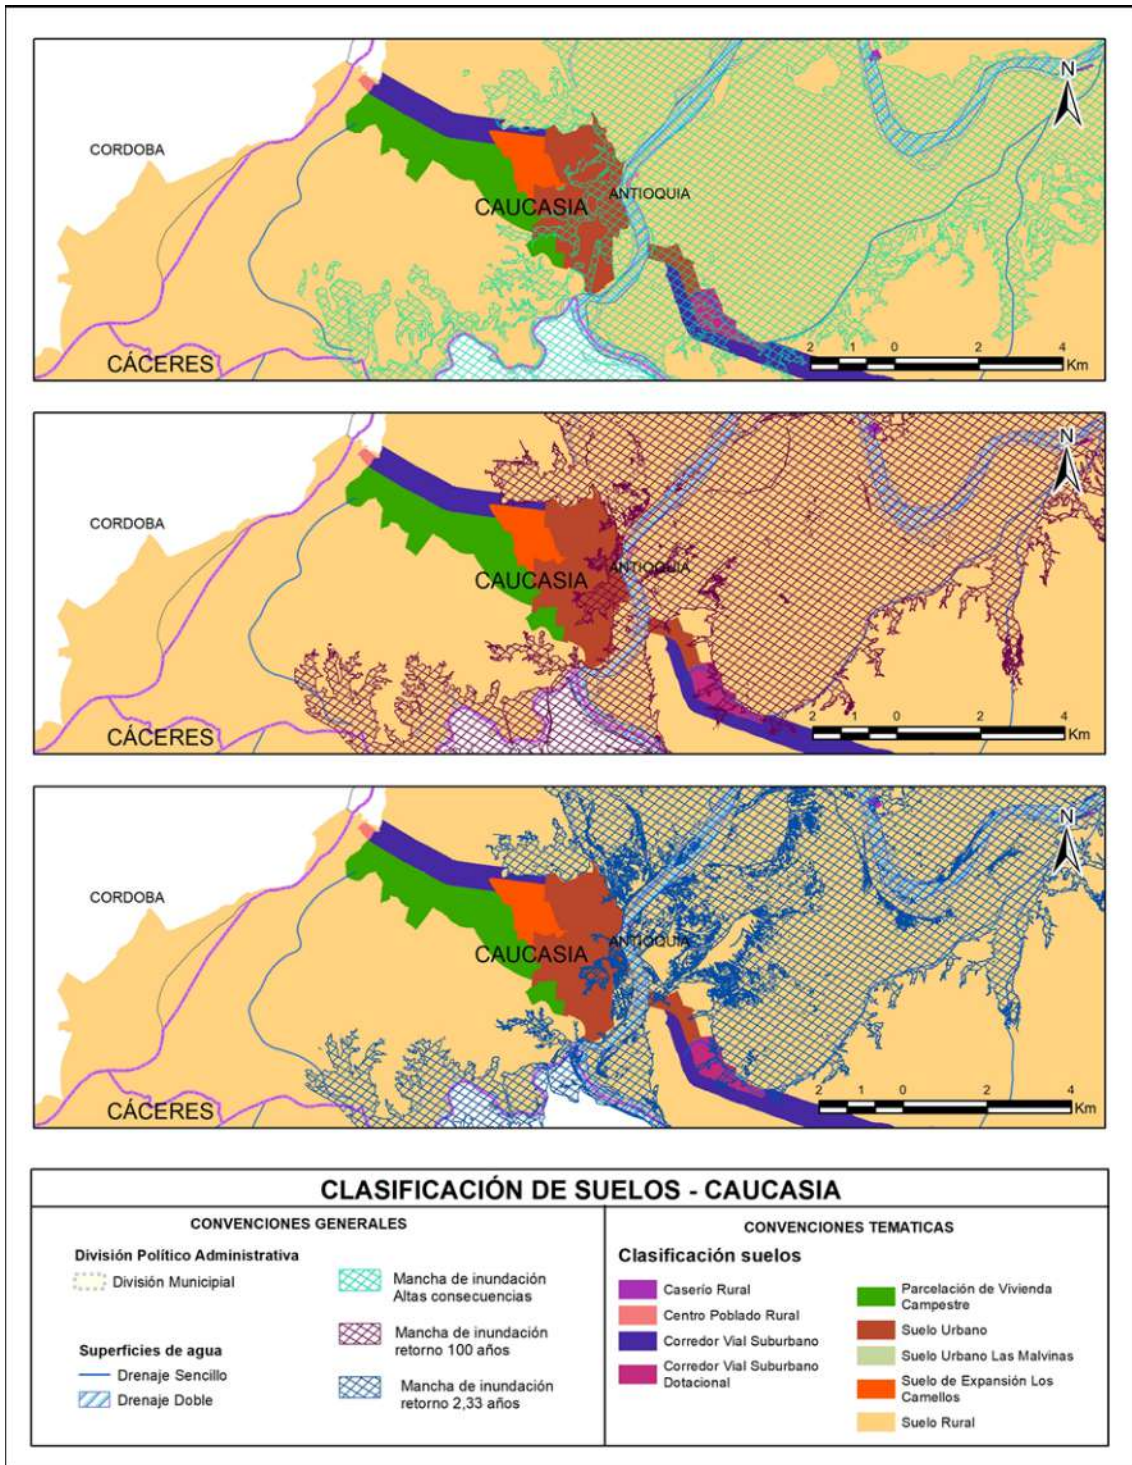 N
CORDOBA
ANTIOQUIA
CAUCASIA
CÁCERES
2 1 0 2 4
Km
N
CORDOBA
ANTIOQUIA
CAUCASIA
CÁCERES
2 1 0 2 4
Km
N
CORDOBA
ANTIOQUIA
CAUCASIA
CÁCERES
2 1 0 2 4
Km
CLASIFICACIÓN DE SUELOS - CAUCASIA
CONVENCIONES GENERALES
División Político Administrativa
División Municipal
Superficies de agua
Drenaje Sencillo
Drenaje Doble
Mancha de inundación
Altas consecuencias
Mancha de inundación
retorno 100 años
Mancha de inundación
retorno 2,33 años
CONVENCIONES TEMATICAS
Clasificación suelos
Caserío Rural
Centro Poblado Rural
Corredor Vial Suburbano
Corredor Vial Suburbano
Dotacional
Parcelación de Vivienda
Campestre
Suelo Urbano
Suelo Urbano Las Malvinas
Suelo de Expansión Los
Camellos
Suelo Rural